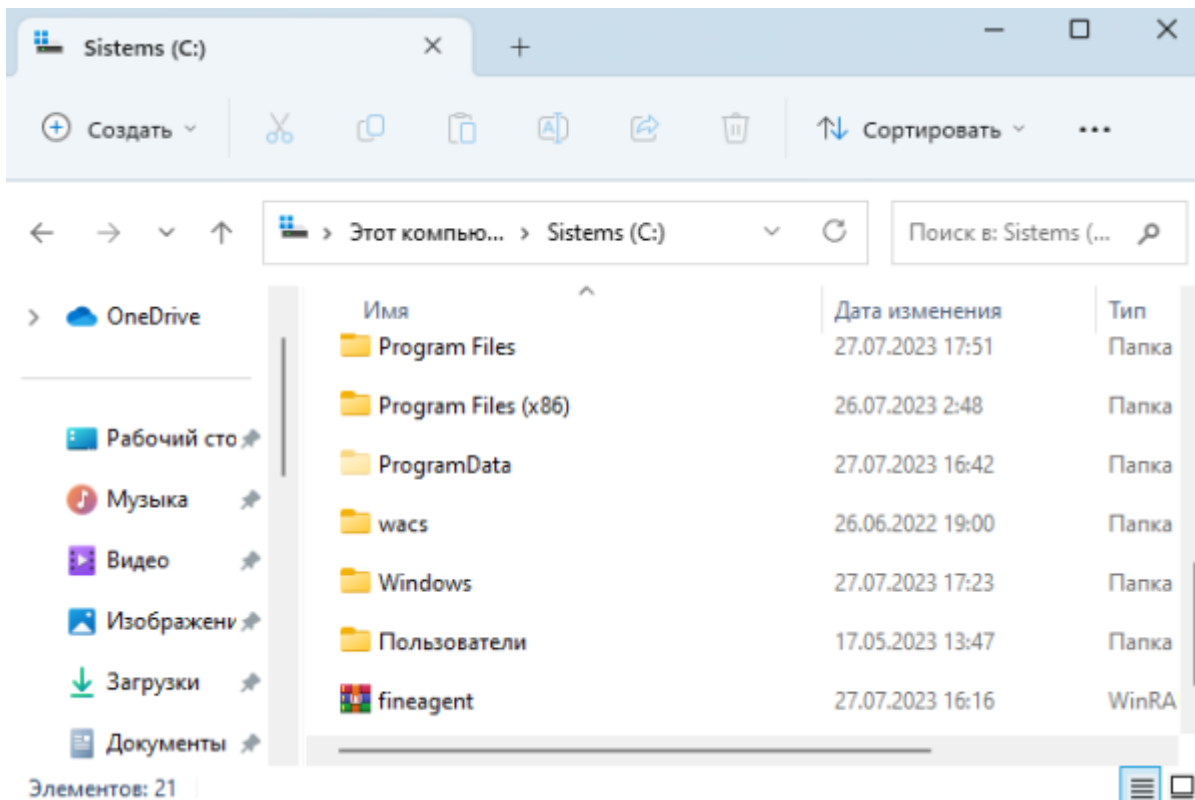 Sistems (C:)
Создать
Сортировать
Этот компью... Sistems (C:)
Поиск в: Sistems (...
OneDrive
Рабочий сто
Музыка
Видео
Изображени
Загрузки
Документы
Имя Дата изменения Тип
Program Files 27.07.2023 17:51 Папка
Program Files (x86) 26.07.2023 2:48 Папка
ProgramData 27.07.2023 16:42 Папка
wacs 26.06.2022 19:00 Папка
Windows 27.07.2023 17:23 Папка
Пользователи 17.05.2023 13:47 Папка
fineagent 27.07.2023 16:16 WinRA
Элементов: 21